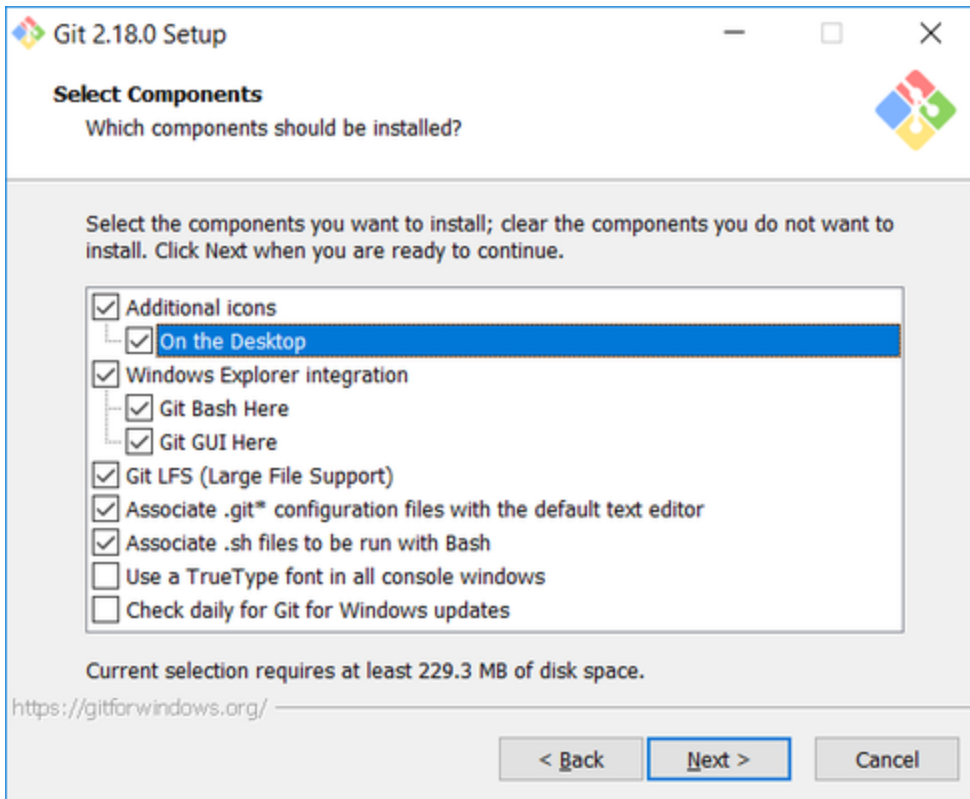 Git 2.18.0 Setup
Select Components
Which components should be installed?
Select the components you want to install; clear the components you do not want to
install. Click Next when you are ready to continue.
Additional icons
On the Desktop
Windows Explorer integration
Git Bash Here
Git GUI Here
Git LFS (Large File Support)
Associate .git* configuration files with the default text editor
Associate .sh files to be run with Bash
Use a TrueType font in all console windows
Check daily for Git for Windows updates
Current selection requires at least 229.3 MB of disk space.
https://gitforwindows.org/
< Back Next > Cancel